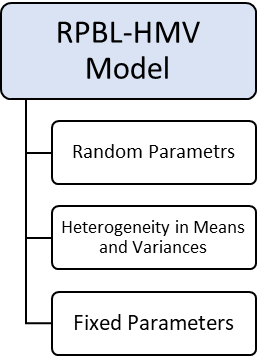 RPBL-HMV
Model
Random Parametrs
Heterogeneity in Means
and Variances
Fixed Parameters